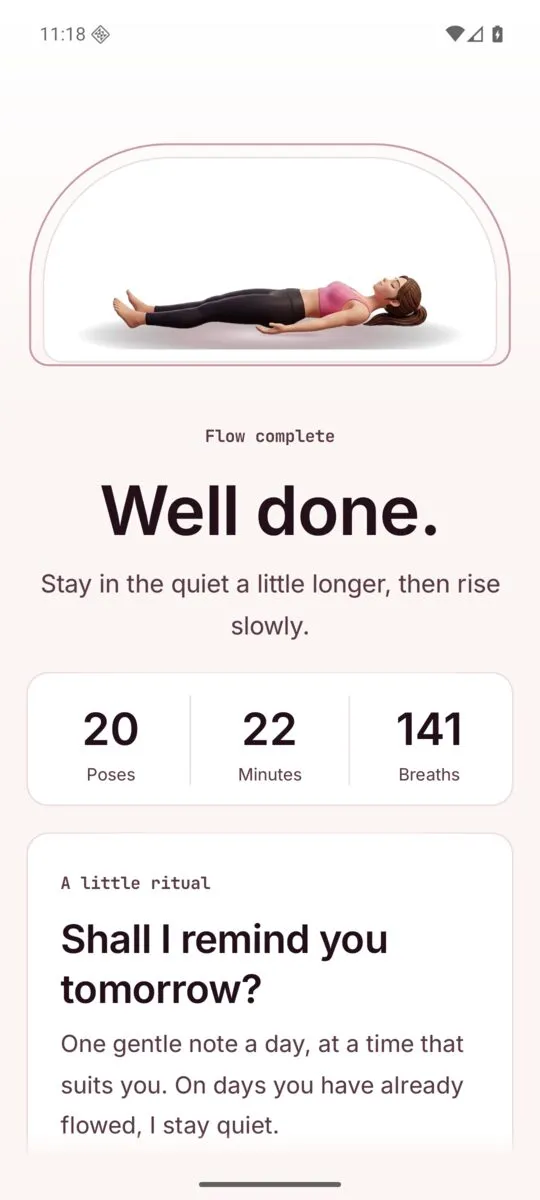 11:18
Flow complete
Well done.
Stay in the quiet a little longer, then rise
slowly.
20
22
141
Poses
Minutes
Breaths
A little ritual
Shall I remind you
tomorrow?
One gentle note a day, at a time that
suits you. On days you have already
flowed, I stay quiet.